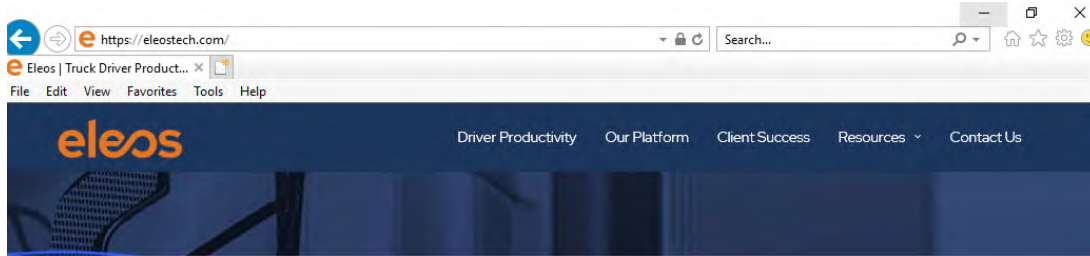 https://eleostech.com/ Search...
Eleos | Truck Driver Product...
File Edit View Favorites Tools Help
eleos Driver Productivity Our Platform Client Success Resources Contact Us